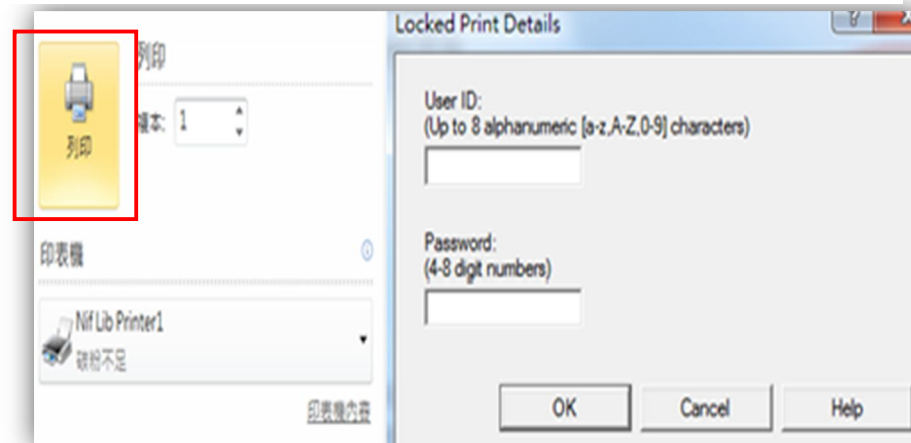 列印
列印
複本: 1
印表機
Nif Lib Printer1
碳粉不足
印表機內容
Locked Print Details
User ID:
(Up to 8 alphanumeric [a-z,A-Z,0-9] characters)
Password:
(4-8 digit numbers)
OK Cancel Help